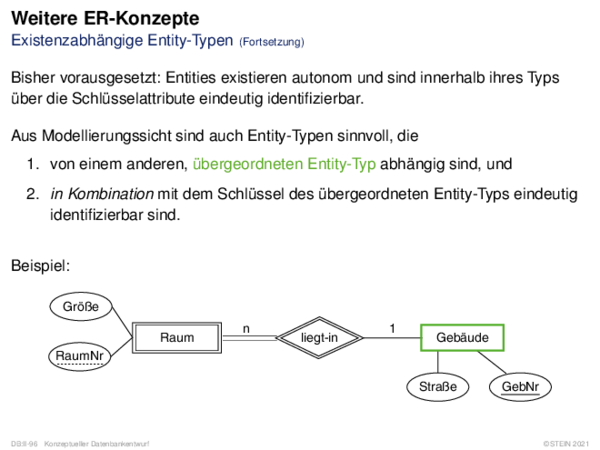 Weitere ER-Konzepte
Existenzabhängige Entity-Typen (Fortsetzung)
Bisher vorausgesetzt: Entities existieren autonom und sind innerhalb ihres Typs
über die Schlüsselattribute eindeutig identifizierbar.
Aus Modellierungssicht sind auch Entity-Typen sinnvoll, die
1. von einem anderen, übergeordneten Entity-Typ abhängig sind, und
2. in Kombination mit dem Schlüssel des übergeordneten Entity-Typs eindeutig
identifizierbar sind.
Beispiel:
Größe
RaumNr
Raum
n
liegt-in
1
Gebäude
Straße
GebNr
DB:II-96 Konzeptueller Datenbankentwurf
©STEIN 2021